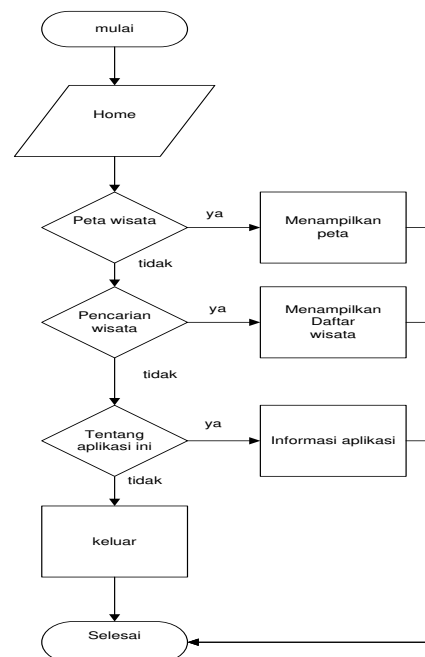 mulai
Home
Peta wisata
ya
Menampilkan
peta
tidak
Pencarian
wisata
ya
Menampilkan
Daftar
wisata
tidak
Tentang
aplikasi ini
ya
Informasi aplikasi
tidak
keluar
Selesai